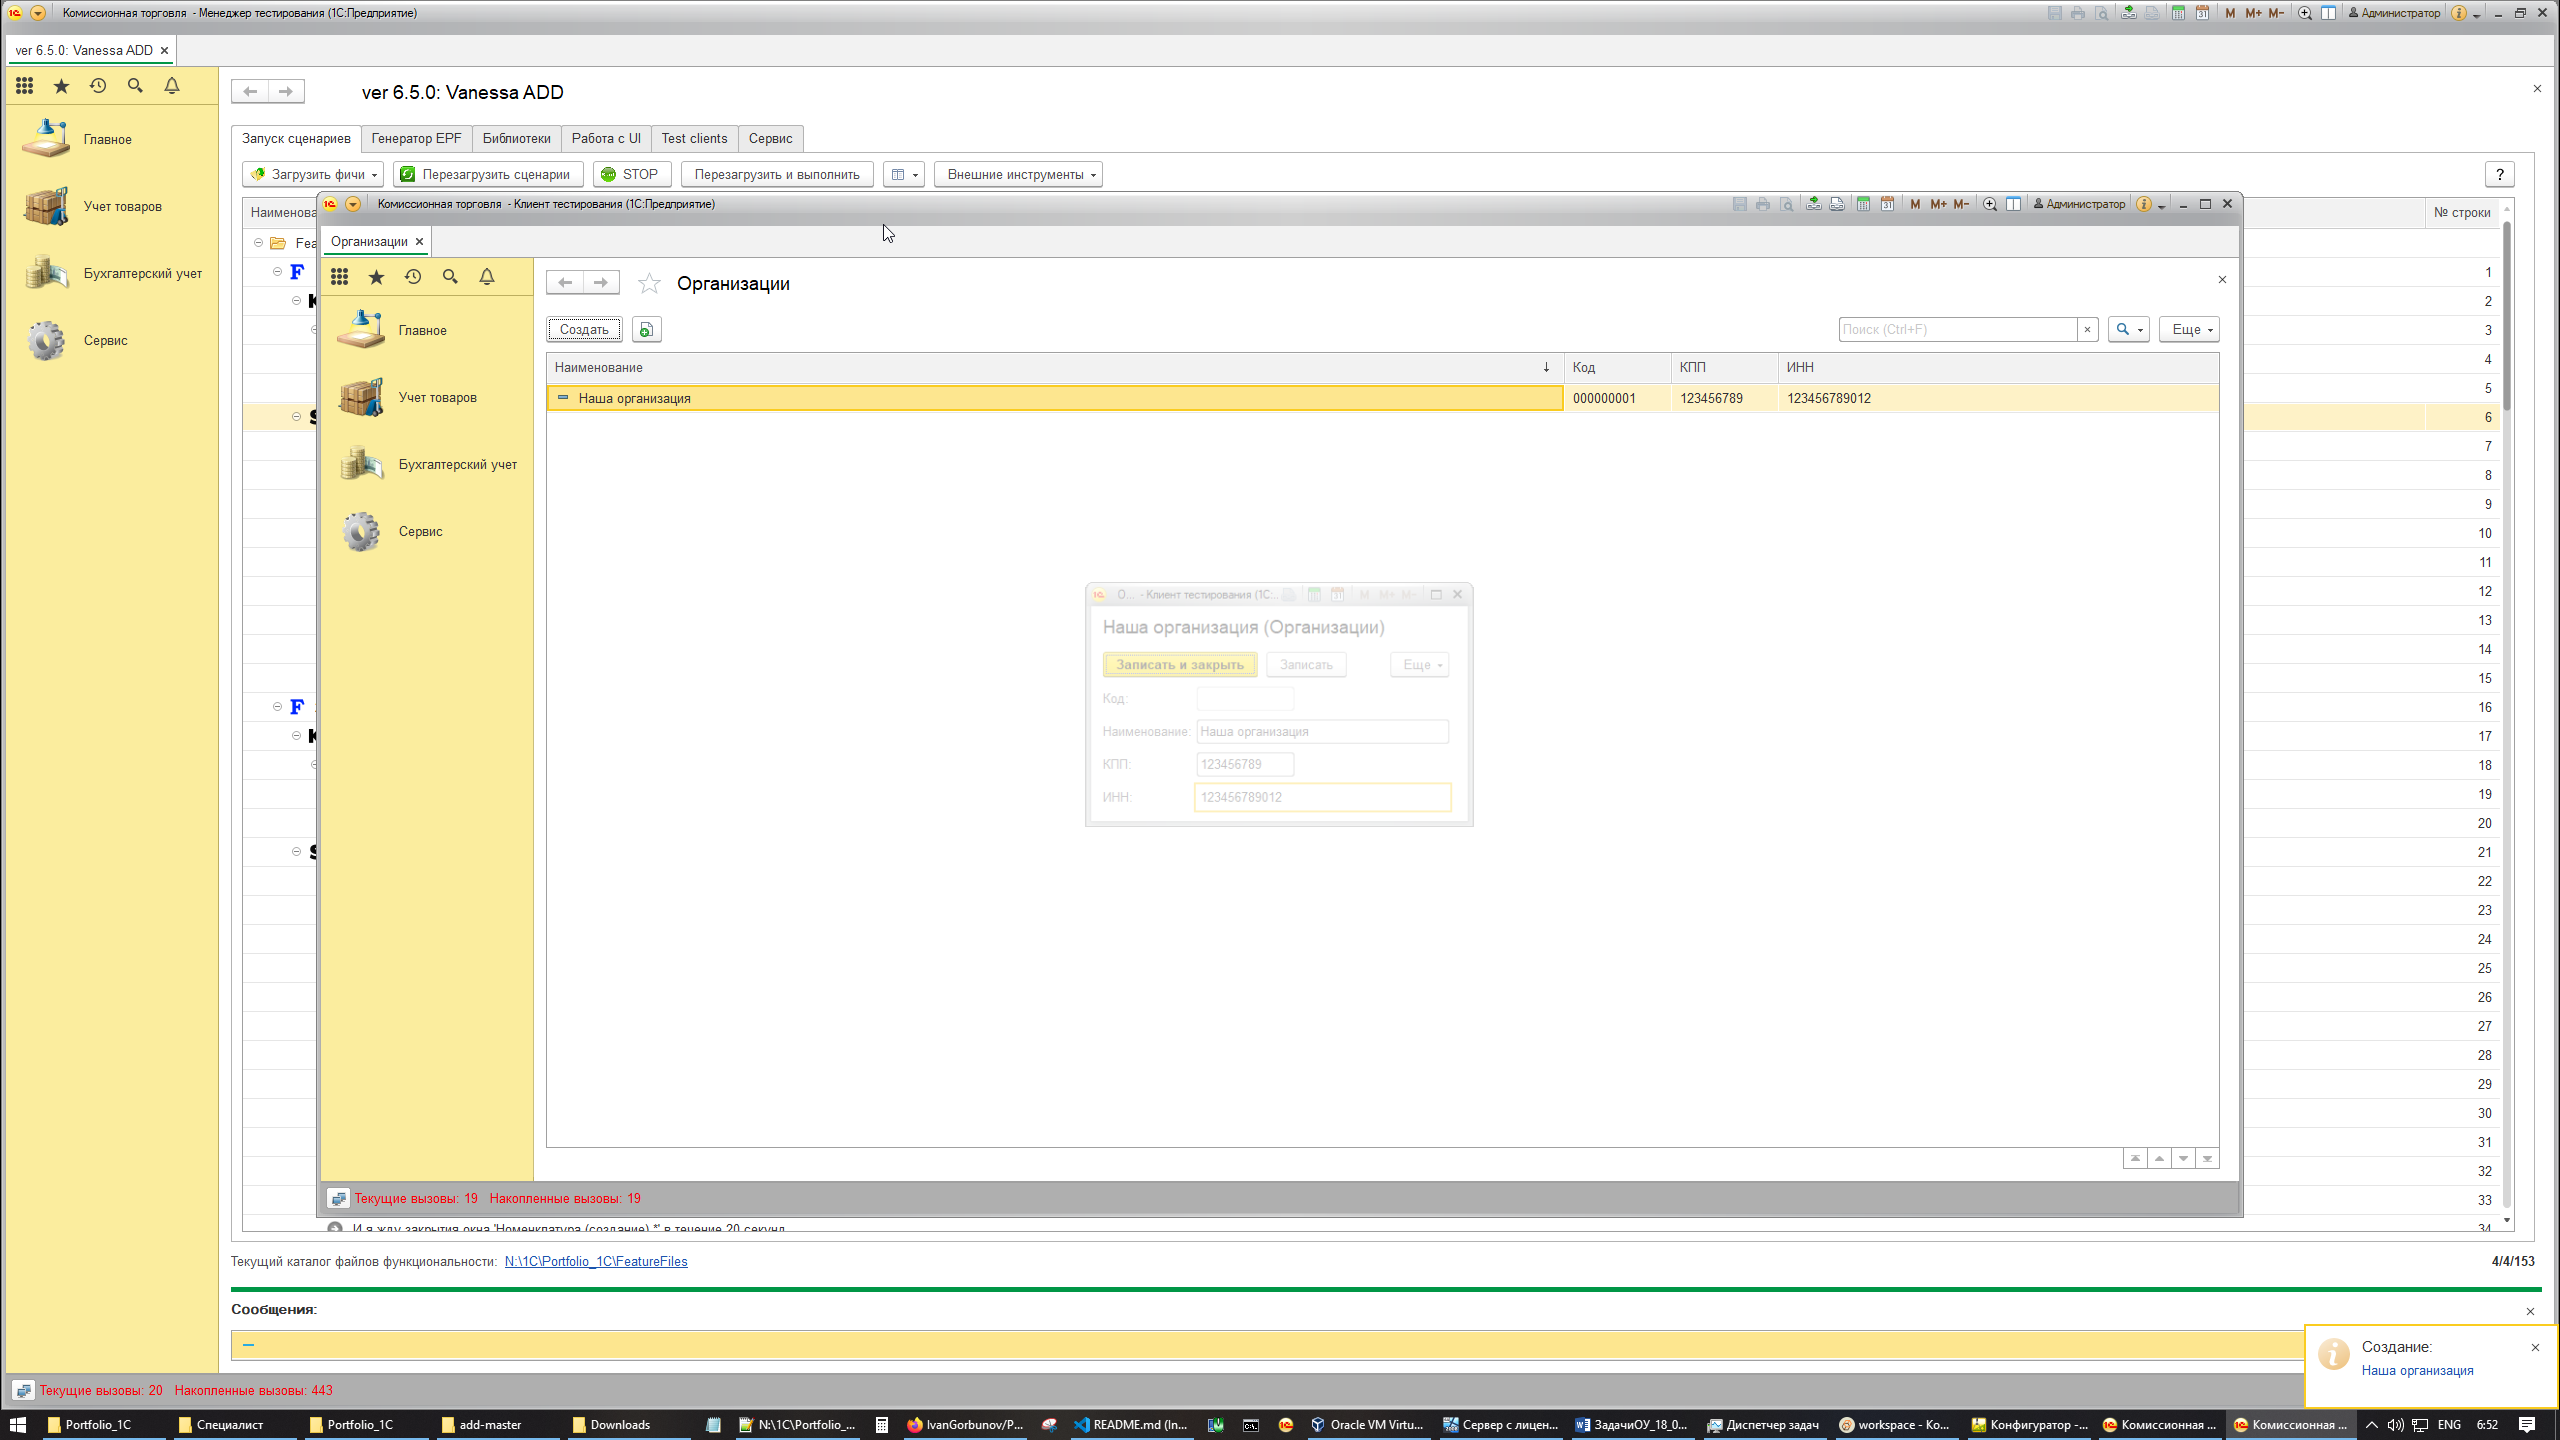 Комиссионная торговля - Менеджер тестирования (1С:Предприятие)
M M+ M- Администратор
ver 6.5.0: Vanessa ADD
ver 6.5.0: Vanessa ADD
Главное
Учет товаров
Бухгалтерский учет
Сервис
Запуск сценариев Генератор EPF Библиотеки Работа с UI Test clients Сервис
Загрузить фичи Перезагрузить сценарии STOP Перезагрузить и выполнить Внешние инструменты ?
Наименова № строки
Fea
F
F
1
2
3
4
5
6
7
8
9
10
11
12
13
14
15
16
17
18
19
20
21
22
23
24
25
26
27
28
29
30
31
32
33
34
Комиссионная торговля - Клиент тестирования (1С:Предприятие)
M M+ M- Администратор
Организации
Главное
Учет товаров
Бухгалтерский учет
Сервис
Организации
Создать Поиск (Ctrl+F) Еще
Наименование Код КПП ИНН
Наша организация 000000001 123456789 123456789012
О... - Клиент тестирования (1С:... M M+ M-
Наша организация (Организации)
Записать и закрыть Записать Еще
Код:
Наименование: Наша организация
КПП: 123456789
ИНН: 123456789012
Текущие вызовы: 19 Накопленные вызовы: 19
И я жду закрытия окна 'Номенклатура (создание) *' в течение 20 секунд
Текущий каталог файлов функциональности: N:\1C\Portfolio_1C\FeatureFiles 4/4/153
Сообщения:
Создание:
Наша организация
Текущие вызовы: 20 Накопленные вызовы: 443
Portfolio_1C Специалист Portfolio_1C add-master Downloads N:\1C\Portfolio_... IvanGorbunov/P... README.md (In... Oracle VM Virtu... Сервер с лицен... ЗадачиОУ_18_0... Диспетчер задач workspace - Ко... Конфигуратор -... Комиссионная ... Комиссионная ... ENG 6:52